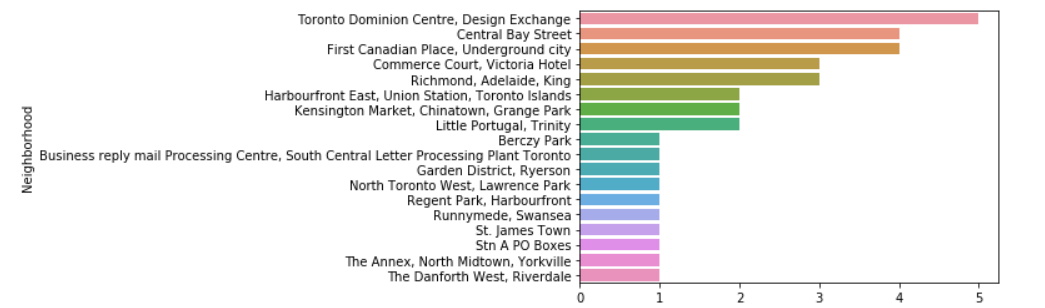 Toronto Dominion Centre, Design Exchange
Central Bay Street
First Canadian Place, Underground city
Commerce Court, Victoria Hotel
Richmond, Adelaide, King
Harbourfront East, Union Station, Toronto Islands
Kensington Market, Chinatown, Grange Park
Little Portugal, Trinity
Berczy Park
Business reply mail Processing Centre, South Central Letter Processing Plant Toronto
Garden District, Ryerson
North Toronto West, Lawrence Park
Regent Park, Harbourfront
Runnymede, Swansea
St. James Town
Stn A PO Boxes
The Annex, North Midtown, Yorkville
The Danforth West, Riverdale
Neighborhood
0 1 2 3 4 5